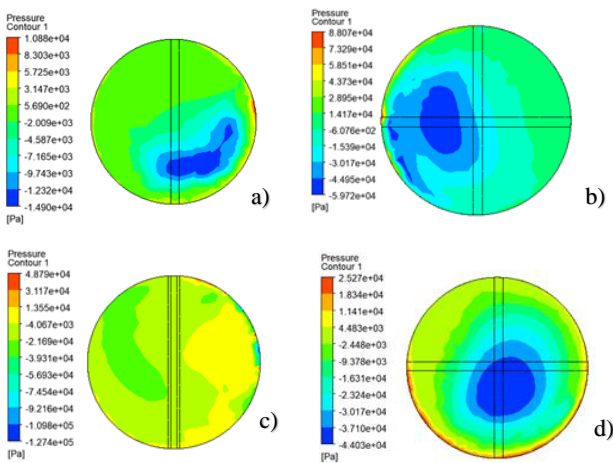 Pressure
Contour 1
1.088e+04
8.303e+03
5.725e+03
3.147e+03
5.690e+02
-2.009e+03
-4.587e+03
-7.165e+03
-9.743e+03
-1.232e+04
-1.490e+04
[Pa]
a)
Pressure
Contour 1
8.807e+04
7.329e+04
5.851e+04
4.373e+04
2.895e+04
1.417e+04
-6.076e+02
-1.539e+04
-3.017e+04
-4.495e+04
-5.972e+04
[Pa]
b)
Pressure
Contour 1
4.879e+04
3.117e+04
1.355e+04
-4.067e+03
-2.169e+04
-3.931e+04
-5.693e+04
-7.454e+04
-9.216e+04
-1.098e+05
-1.274e+05
[Pa]
c)
Pressure
Contour 1
2.527e+04
1.834e+04
1.141e+04
4.483e+03
-2.448e+03
-9.378e+03
-1.631e+04
-2.324e+04
-3.017e+04
-3.710e+04
-4.403e+04
[Pa]
d)